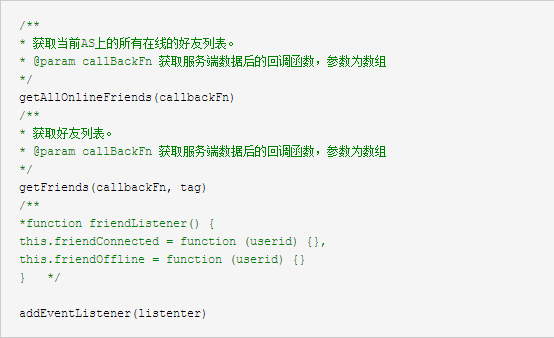 /**
* 获取当前AS上的所有在线的好友列表。
* @param callBackFn 获取服务端数据后的回调函数，参数为数组
*/
getAllOnlineFriends(callbackFn)
/**
* 获取好友列表。
* @param callBackFn 获取服务端数据后的回调函数，参数为数组
*/
getFriends(callbackFn, tag)
/**
*function friendListener() {
this.friendConnected = function (userid) {},
this.friendOffline = function (userid) {}
}   */
addEventListener(listenter)